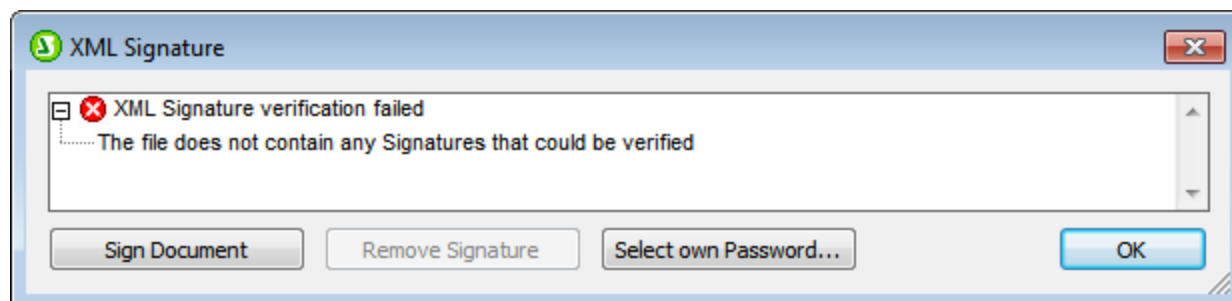 XML Signature
XML Signature verification failed
The file does not contain any Signatures that could be verified
Sign Document Remove Signature Select own Password... OK